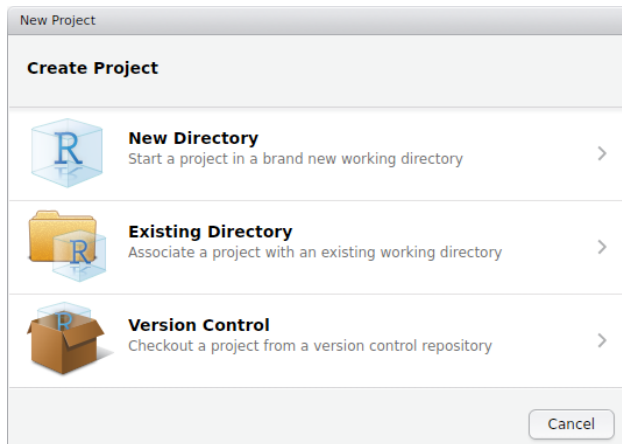 New Project
Create Project
R
New Directory
Start a project in a brand new working directory
R
Existing Directory
Associate a project with an existing working directory
R
Version Control
Checkout a project from a version control repository
Cancel